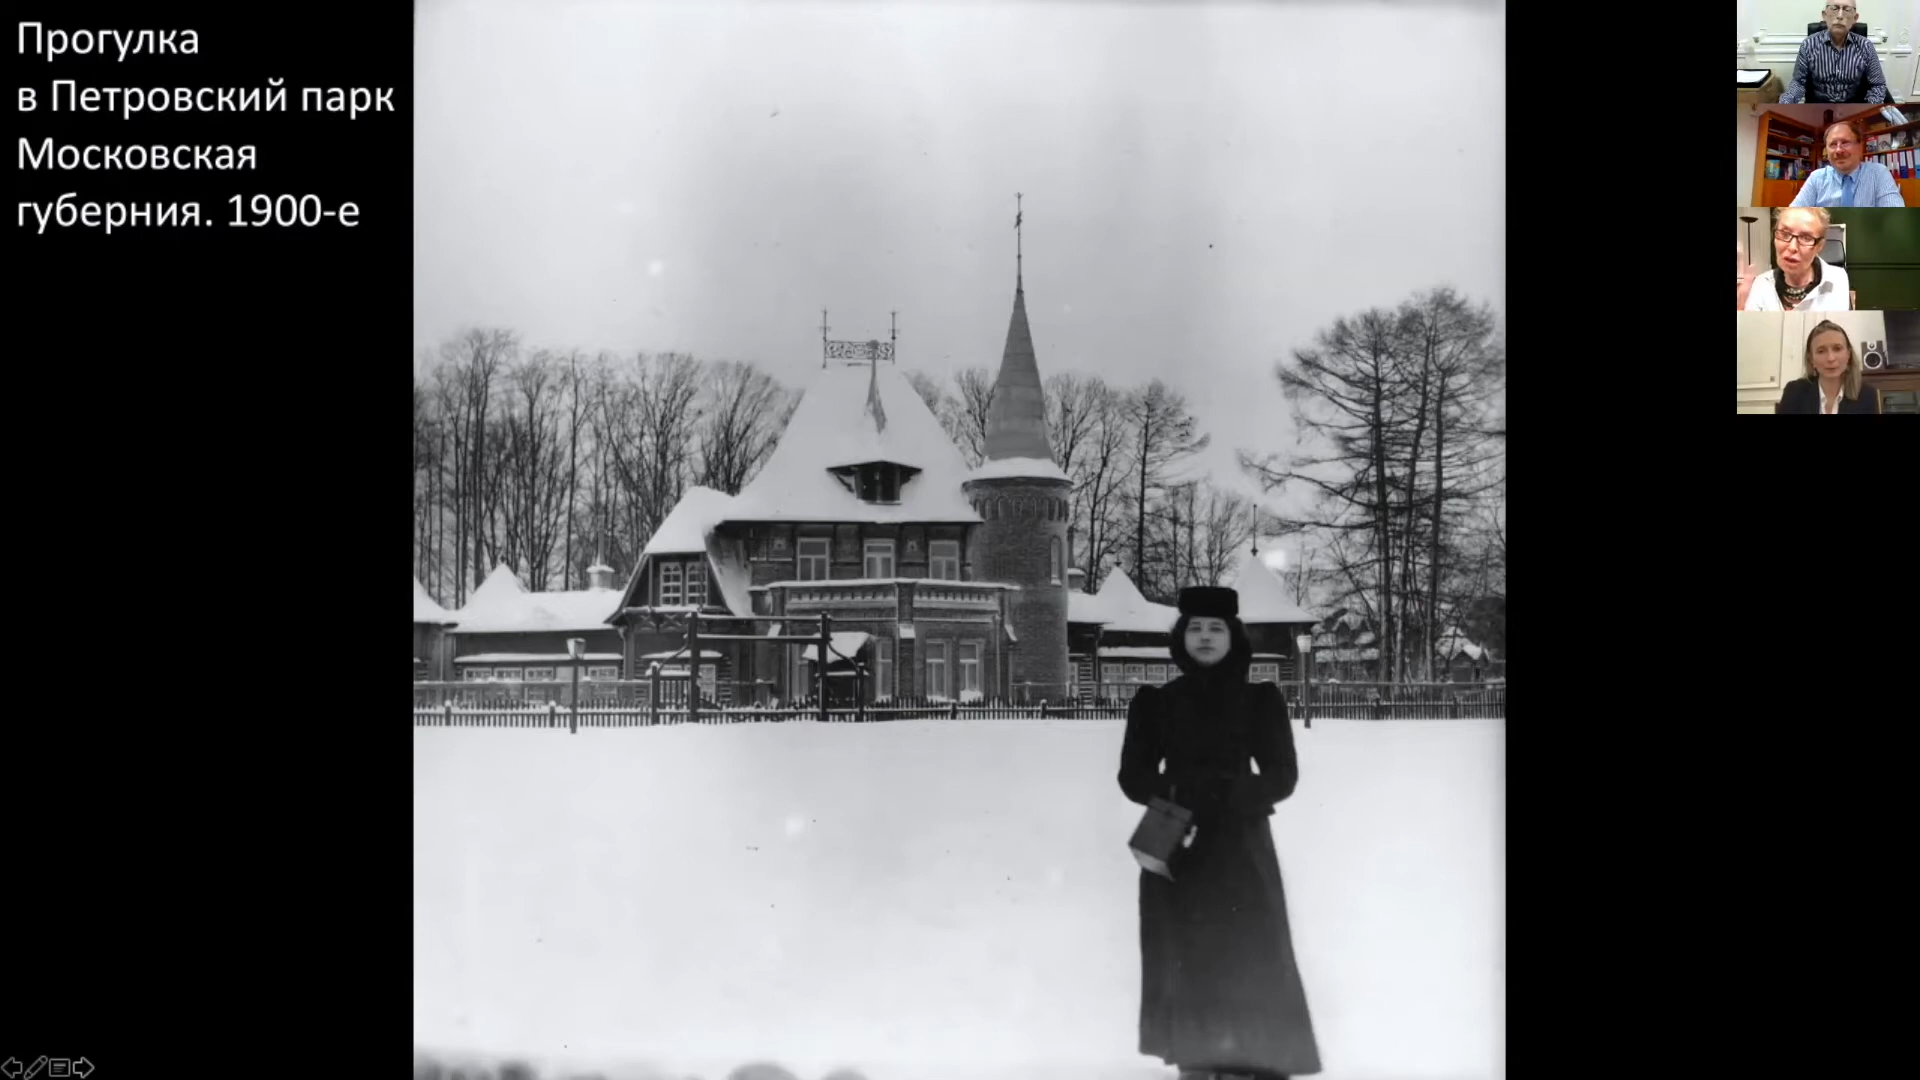 Прогулка
в Петровский парк
Московская
губерния. 1900-е